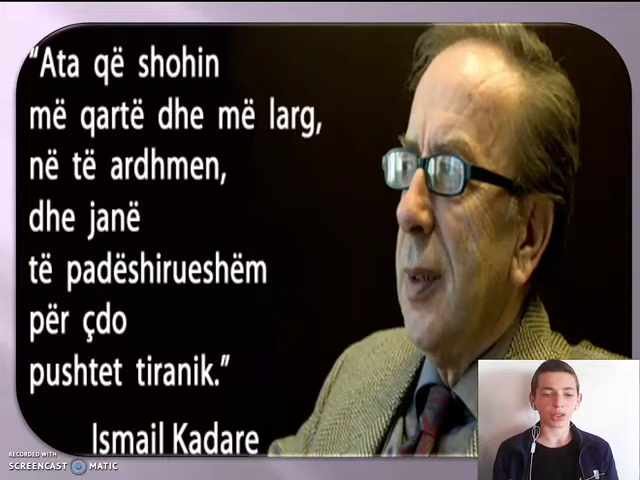 “Ata që shohin
më qartë dhe më larg,
në të ardhmen,
dhe janë
të padëshirueshëm
për çdo
pushtet tiranik.”
Ismail Kadare
RECORDED WITH
SCREENCAST MATIC